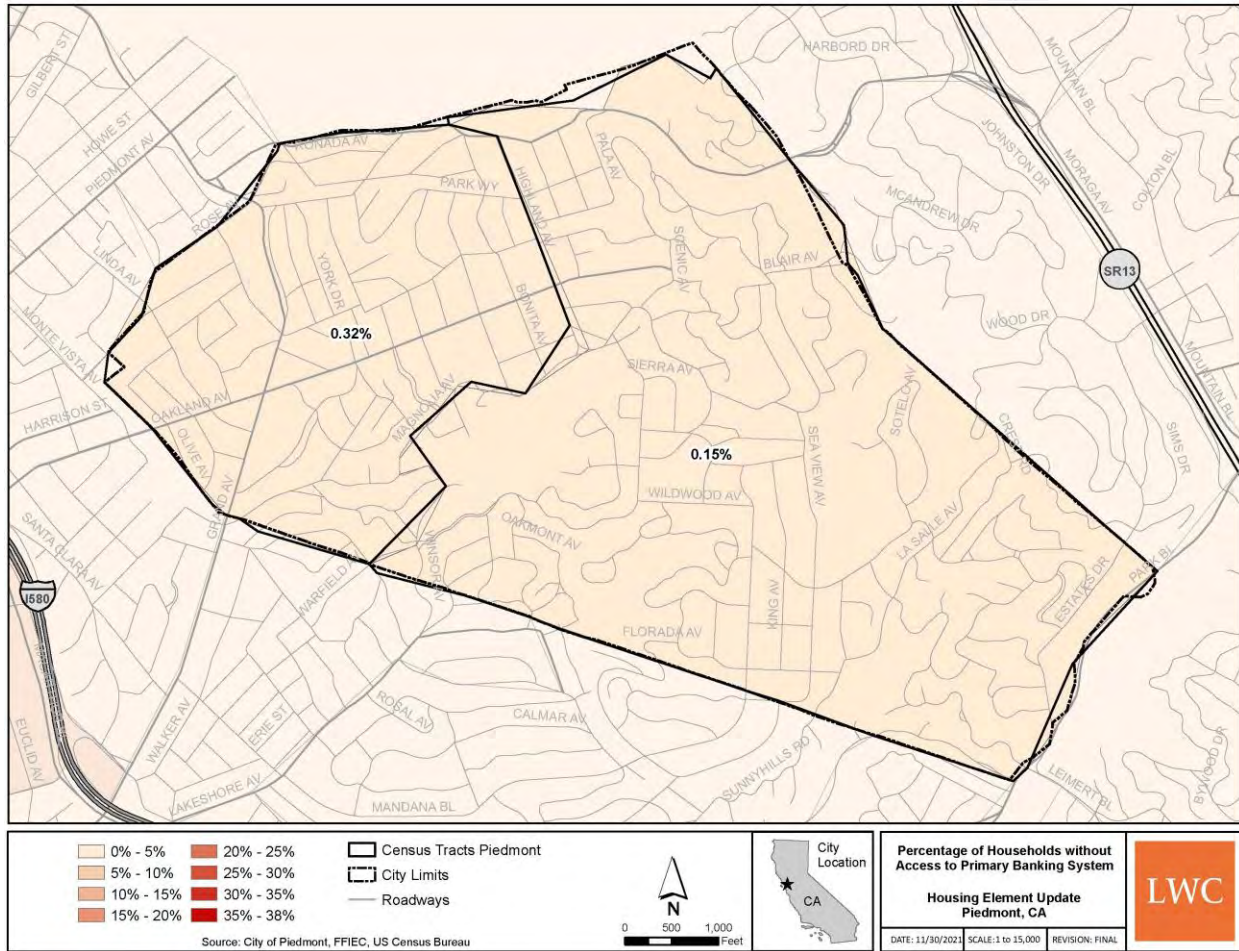 GILBERT ST
HOWE ST
PIEDMONT AV
HARBORD DR
MOUNTAIN BL
JOHNSTON DR
MORAGA AV
COLTON BL
RONADA AV
PALA AV
PARK WY
HIGHLAND AV
MCANDREW DR
LINDA AV
YORK DR
SCENIC AV
BLAIR AV
SR13
BONITA AV
MONTE VISTA AV
0.32%
WOOD DR
MOUNTAIN BL
SIERRA AV
HARRISON ST
OAKLAND AV
MAGNOLIA AV
SOTELO AV
OLIVE AV
SEA VIEW AV
SIMS DR
0.15%
WILDWOOD AV
GRAND AV
OAKMONT AV
LA SALLE AV
SANTA CLARA AV
WINSOR AV
WARFIELD AV
ESTATES DR
PARK BL
I580
KING AV
FLORADA AV
ROSAL AV
WALKER AV
ERIE ST
CALMAR AV
EUCLID AV
SUNNYHILLS RD
LEIMERT BL
BYWOOD DR
LAKESHORE AV
MANDANA BL
0% - 5%
5% - 10%
10% - 15%
15% - 20%
20% - 25%
25% - 30%
30% - 35%
35% - 38%
Census Tracts Piedmont
City Limits
Roadways
Source: City of Piedmont, FFIEC, US Census Bureau
N
0 500 1,000
Feet
City
Location
CA
Percentage of Households without
Access to Primary Banking System
Housing Element Update
Piedmont, CA
DATE: 11/30/2021 SCALE: 1 to 15,000 REVISION: FINAL
LWC